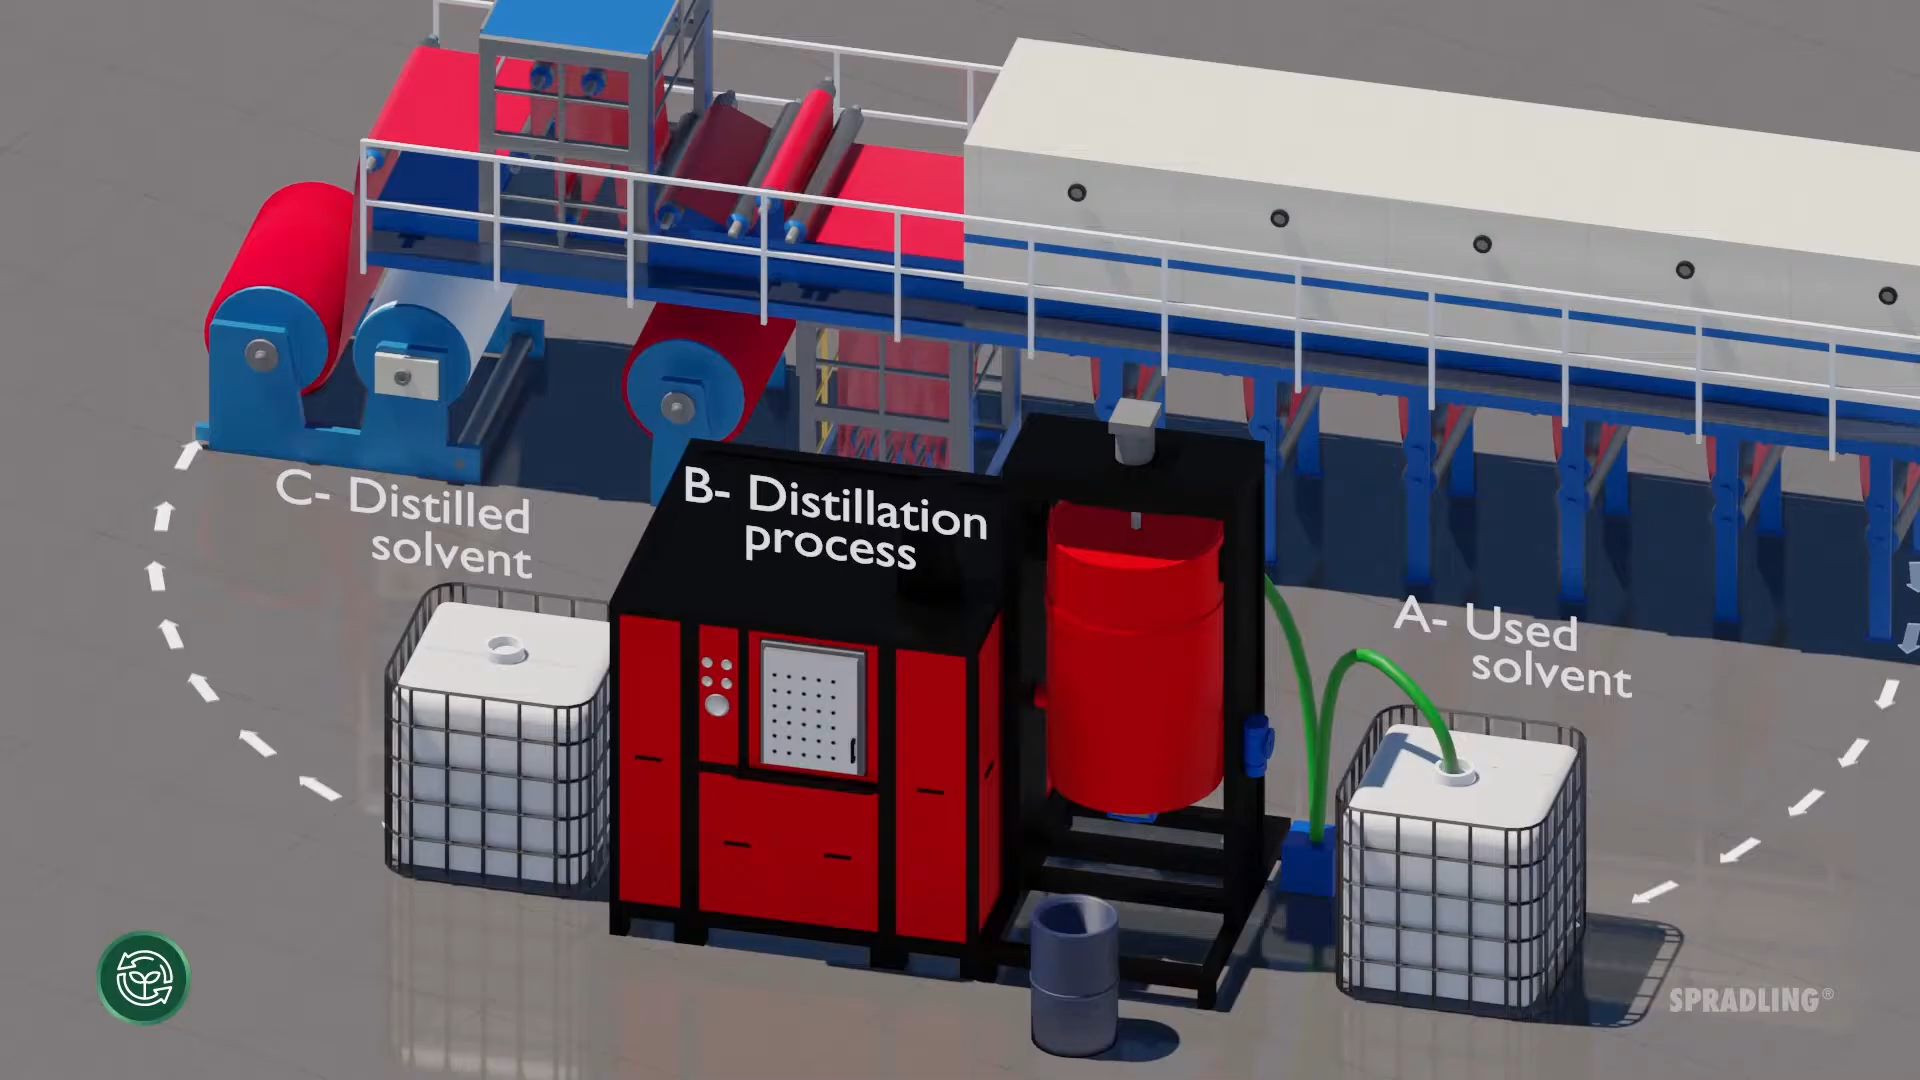 C- Distilled
solvent
B- Distillation
process
A- Used
solvent
SPRADLING®